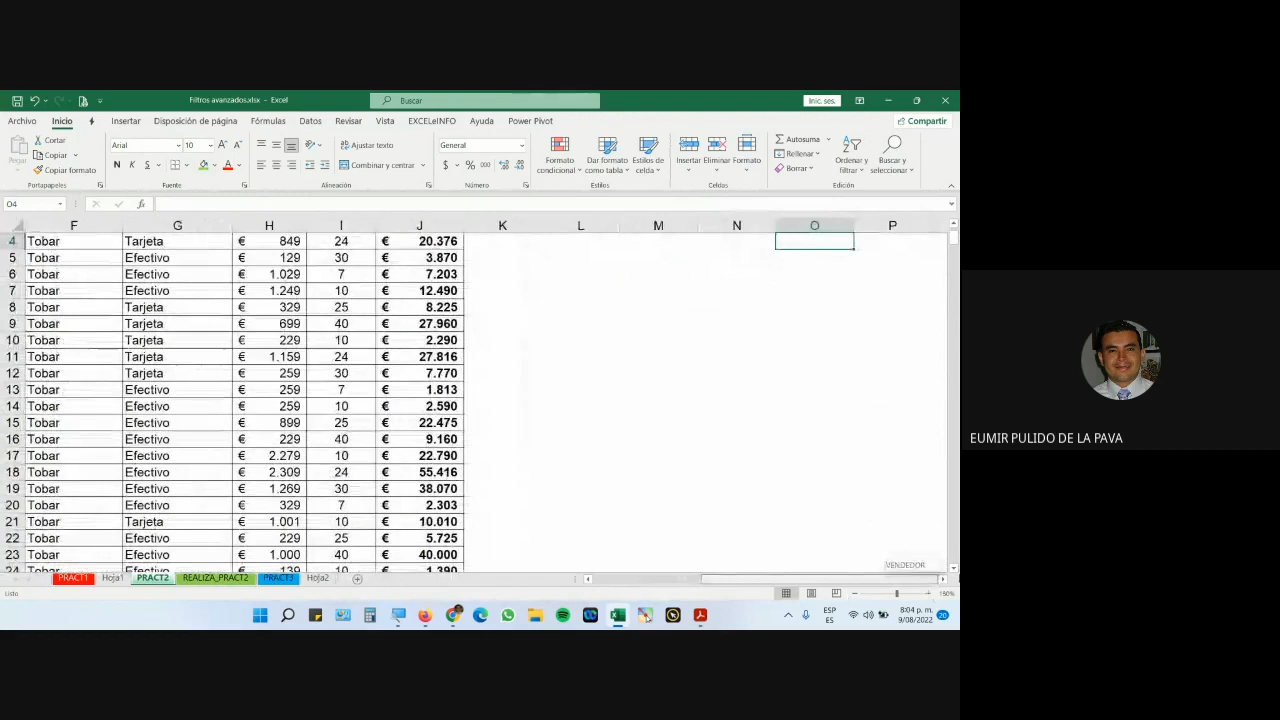 Filtros avanzados.xlsx - Excel
Buscar
Inic. ses.
Archivo Inicio Insertar Disposición de página Fórmulas Datos Revisar Vista EXCELeINFO Ayuda Power Pivot Compartir
Pegar
Cortar
Copiar
Copiar formato
Portapapeles
Arial 10
N K S
Fuente
Ajustar texto
Combinar y centrar
Alineación
General
$ % 000
Número
Formato condicional
Dar formato como tabla
Estilos de celda
Estilos
Insertar Eliminar Formato
Celdas
Autosuma
Rellenar
Borrar
Ordenar y filtrar
Buscar y seleccionar
Edición
O4 fx
F G H I J K L M N O P
4 Tobar Tarjeta € 849 24 € 20.376
5 Tobar Efectivo € 129 30 € 3.870
6 Tobar Efectivo € 1.029 7 € 7.203
7 Tobar Efectivo € 1.249 10 € 12.490
8 Tobar Tarjeta € 329 25 € 8.225
9 Tobar Tarjeta € 699 40 € 27.960
10 Tobar Tarjeta € 229 10 € 2.290
11 Tobar Tarjeta € 1.159 24 € 27.816
12 Tobar Tarjeta € 259 30 € 7.770
13 Tobar Efectivo € 259 7 € 1.813
14 Tobar Efectivo € 259 10 € 2.590
15 Tobar Efectivo € 899 25 € 22.475
16 Tobar Efectivo € 229 40 € 9.160
17 Tobar Efectivo € 2.279 10 € 22.790
18 Tobar Efectivo € 2.309 24 € 55.416
19 Tobar Efectivo € 1.269 30 € 38.070
20 Tobar Efectivo € 329 7 € 2.303
21 Tobar Tarjeta € 1.001 10 € 10.010
22 Tobar Efectivo € 229 25 € 5.725
23 Tobar Efectivo € 1.000 40 € 40.000
24 Tobar Efectivo € 139 10 € 1.390
VENDEDOR
PRACT1 Hoja1 PRACT2 REALIZA_PRACT2 PRACT3 Hoja2
Listo
150%
ESP
ES
8:04 p. m.
9/08/2022
20
EUMIR PULIDO DE LA PAVA